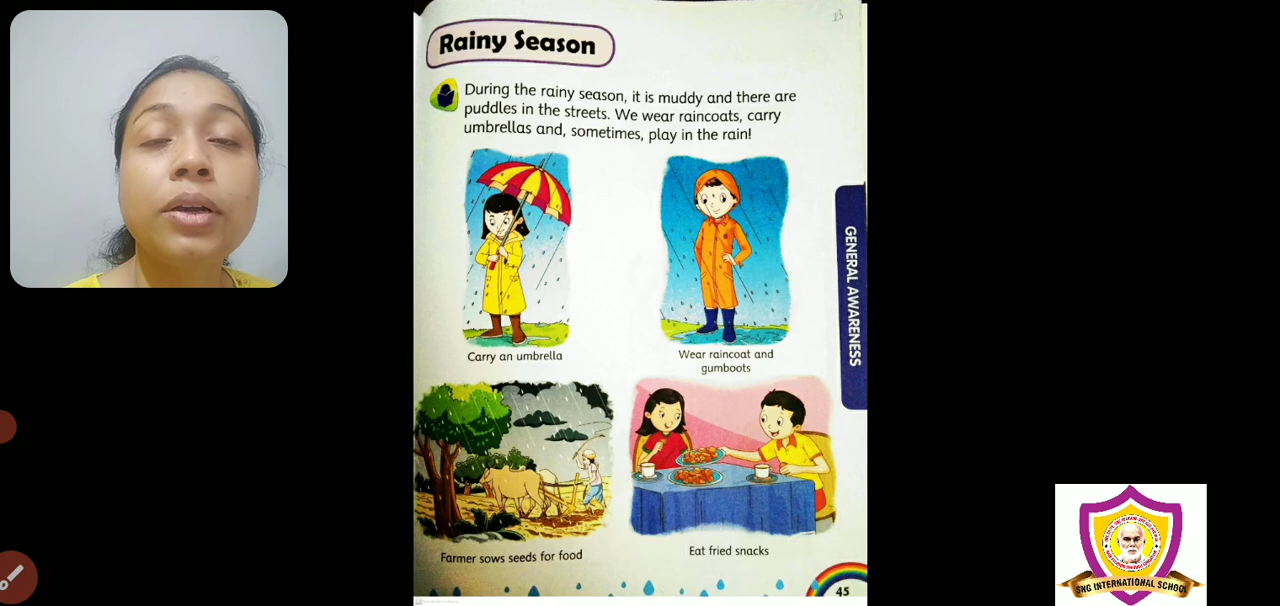 23
Rainy Season
During the rainy season, it is muddy and there are
puddles in the streets. We wear raincoats, carry
umbrellas and, sometimes, play in the rain!
Carry an umbrella
Wear raincoat and
gumboots
GENERAL AWARENESS
Farmer sows seeds for food
Eat fried snacks
45
SNG INTERNATIONAL SCHOOL